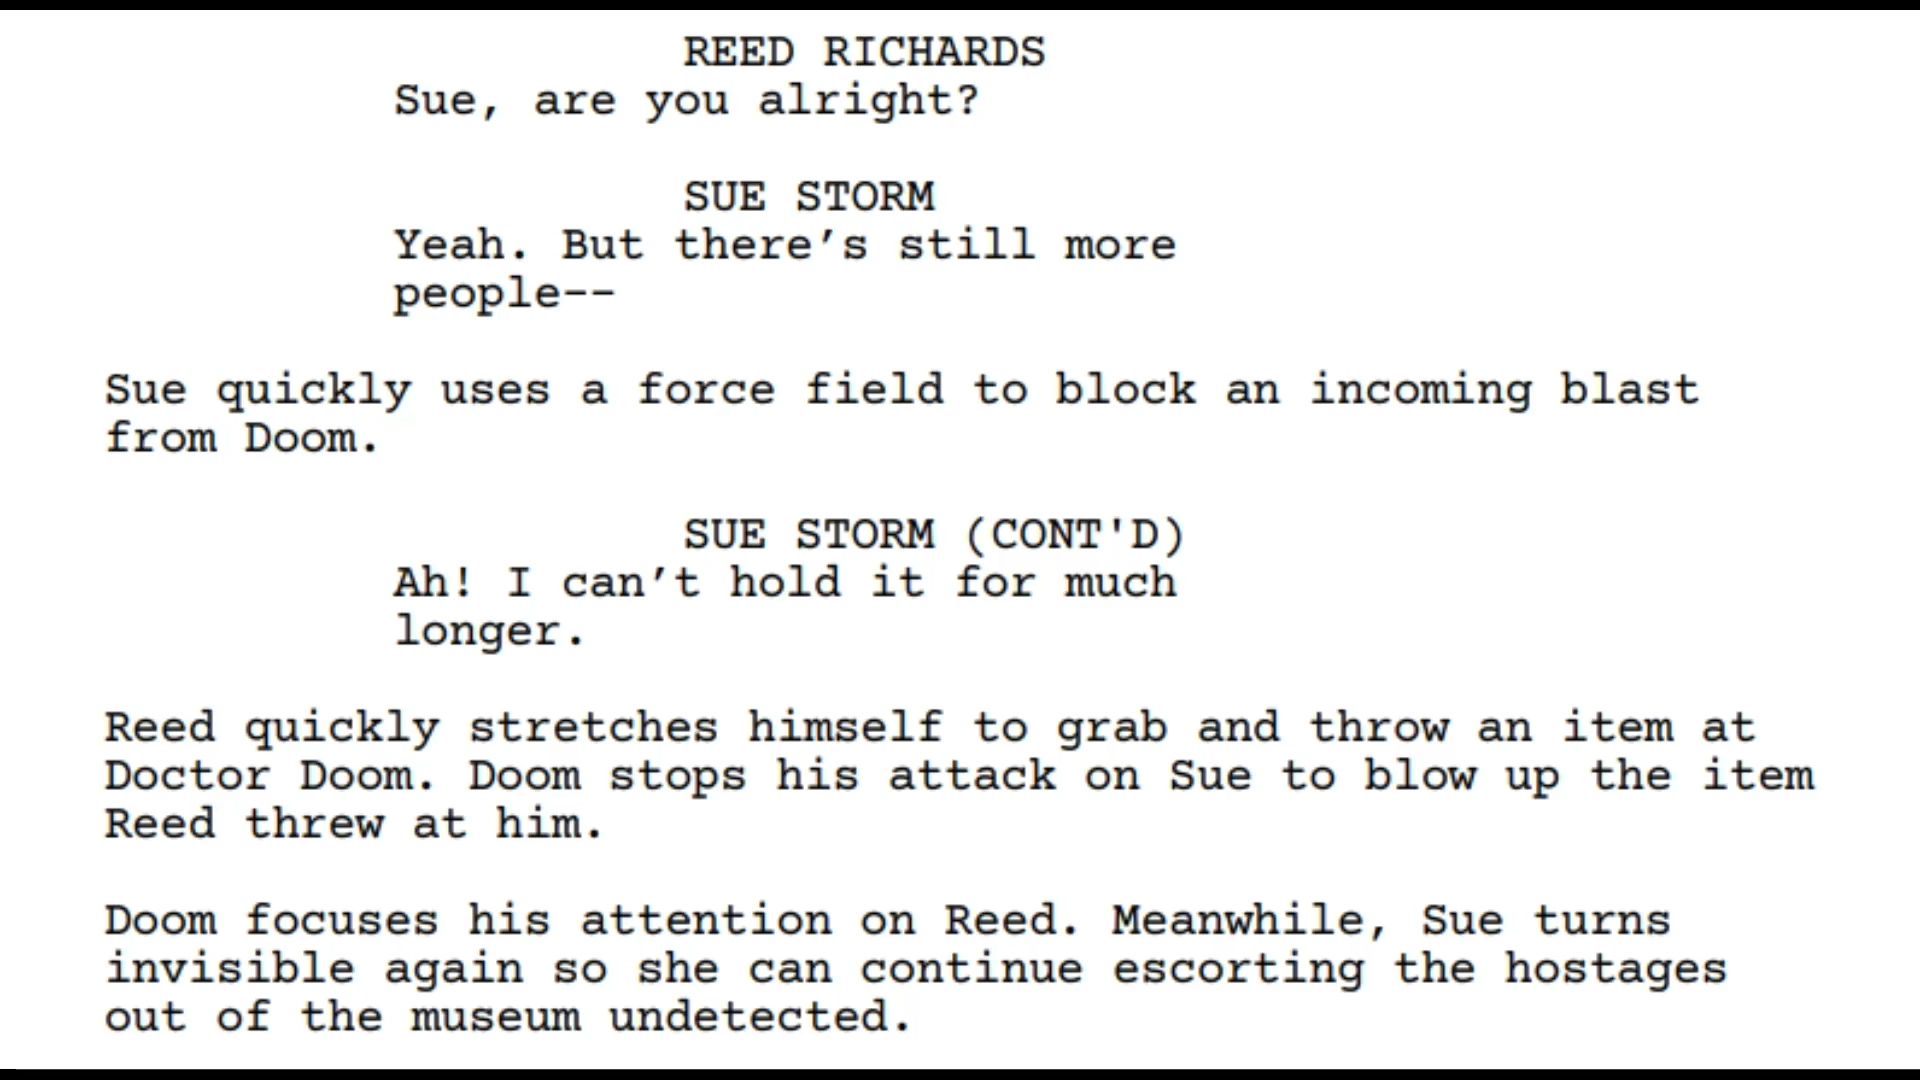 REED RICHARDS
Sue, are you alright?
SUE STORM
Yeah. But there’s still more
people--
Sue quickly uses a force field to block an incoming blast
from Doom.
SUE STORM (CONT'D)
Ah! I can’t hold it for much
longer.
Reed quickly stretches himself to grab and throw an item at
Doctor Doom. Doom stops his attack on Sue to blow up the item
Reed threw at him.
Doom focuses his attention on Reed. Meanwhile, Sue turns
invisible again so she can continue escorting the hostages
out of the museum undetected.